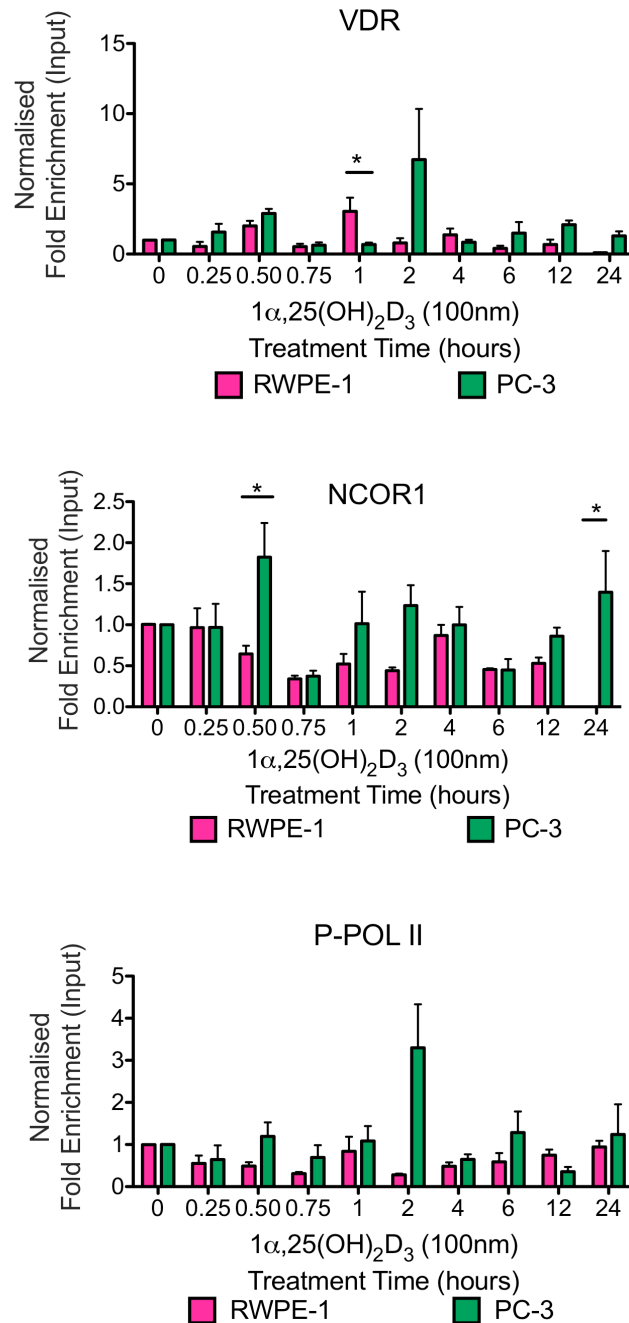 VDR
Normalised
Fold Enrichment (Input)
15
10
5
0
*
0 0.25 0.50 0.75 1 2 4 6 12 24
1α,25(OH)₂D₃ (100nm)
Treatment Time (hours)
RWPE-1 PC-3
NCOR1
Normalised
Fold Enrichment (Input)
2.5
2.0
1.5
1.0
0.5
0.0
* *
0 0.25 0.50 0.75 1 2 4 6 12 24
1α,25(OH)₂D₃ (100nm)
Treatment Time (hours)
RWPE-1 PC-3
P-POL II
Normalised
Fold Enrichment (Input)
5
4
3
2
1
0
0 0.25 0.50 0.75 1 2 4 6 12 24
1α,25(OH)₂D₃ (100nm)
Treatment Time (hours)
RWPE-1 PC-3